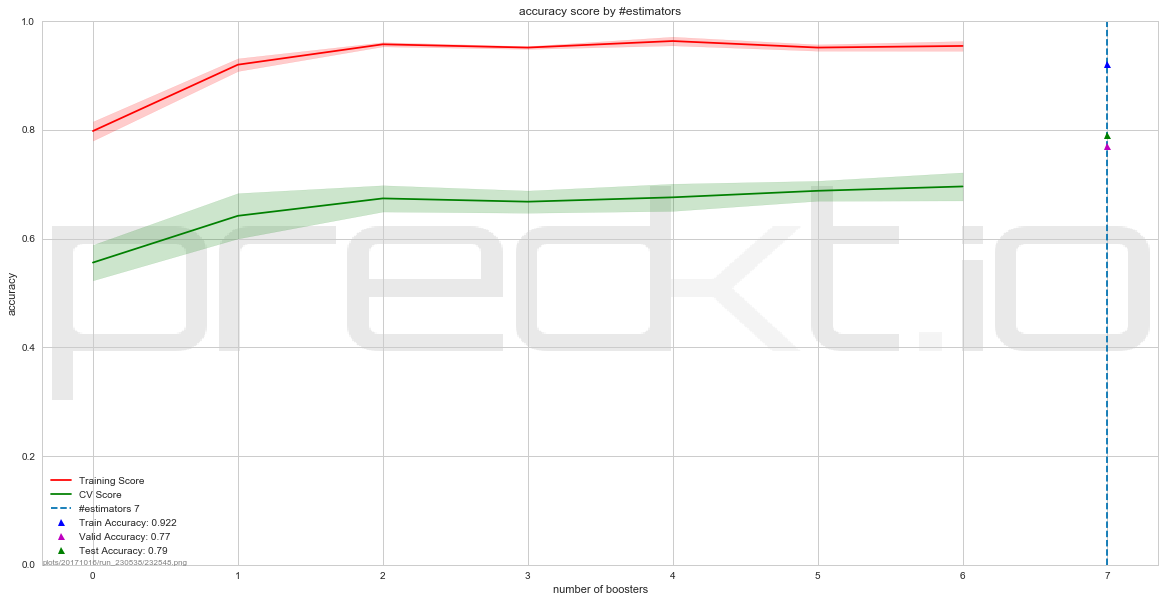 accuracy score by #estimators
1.0
0.8
0.6
0.4
0.2
0.0
accuracy
predkt.io
Training Score
CV Score
#estimators 7
Train Accuracy: 0.922
Valid Accuracy: 0.77
Test Accuracy: 0.79
0 1 2 3 4 5 6 7
number of boosters